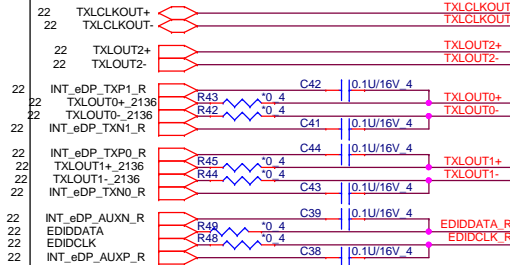 22 TXLCLKOUT+ TXLCLKOUT
22 TXLCLKOUT- TXLCLKOUT
22 TXLOUT2+ TXLOUT2+
22 TXLOUT2- TXLOUT2-
22 INT_eDP_TXP1_R C42 0.1U/16V_4
22 TXLOUT0+_2136 R43 *0_4 TXLOUT0+
22 TXLOUT0-_2136 R42 *0_4 TXLOUT0-
22 INT_eDP_TXN1_R C41 0.1U/16V_4
22 INT_eDP_TXP0_R C44 0.1U/16V_4
22 TXLOUT1+_2136 R45 *0_4 TXLOUT1+
22 TXLOUT1-_2136 R44 *0_4 TXLOUT1-
22 INT_eDP_TXN0_R C43 0.1U/16V_4
22 INT_eDP_AUXN_R C39 0.1U/16V_4
22 EDIDDATA R49 *0_4 EDIDDATA_R
22 EDIDCLK R48 *0_4 EDIDCLK_R
22 INT_eDP_AUXP_R C38 0.1U/16V_4